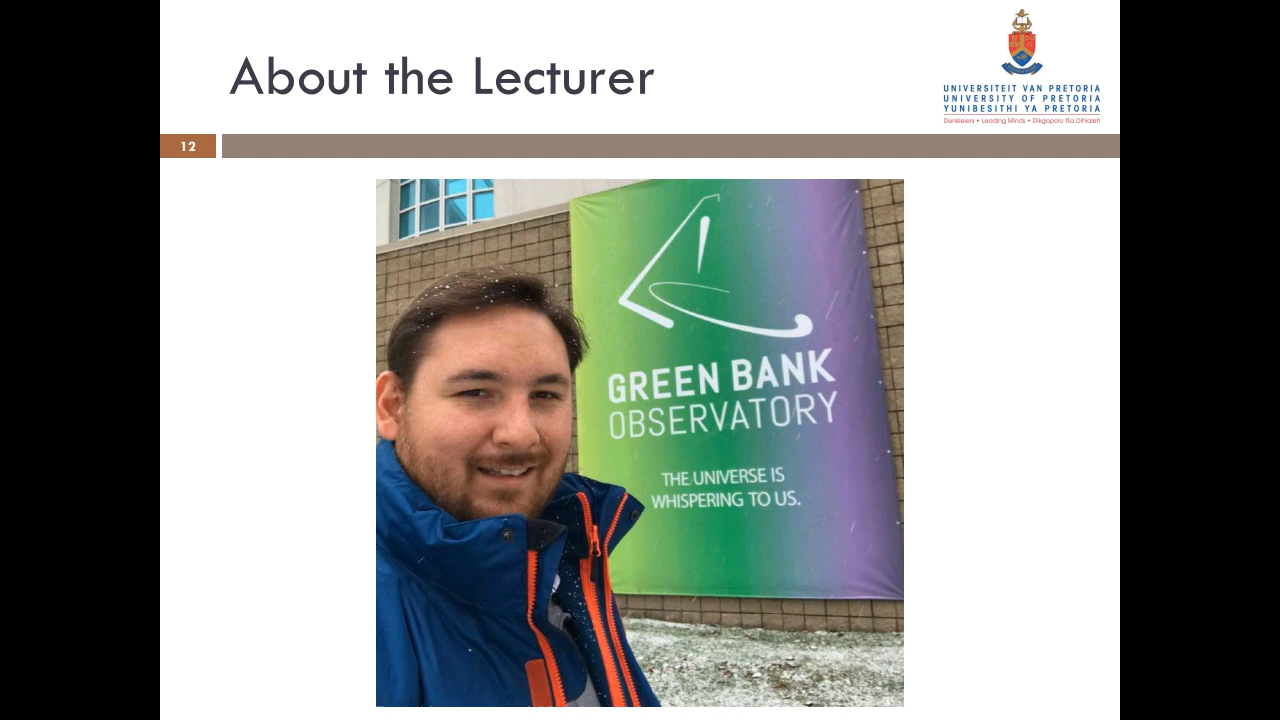 About the Lecturer
UNIVERSITEIT VAN PRETORIA
UNIVERSITY OF PRETORIA
YUNIBESITHI YA PRETORIA
Denkleiers • Leading Minds • Dikgopolo tša Dihlalefi
12
GREEN BANK
OBSERVATORY
THE UNIVERSE IS
WHISPERING TO US.